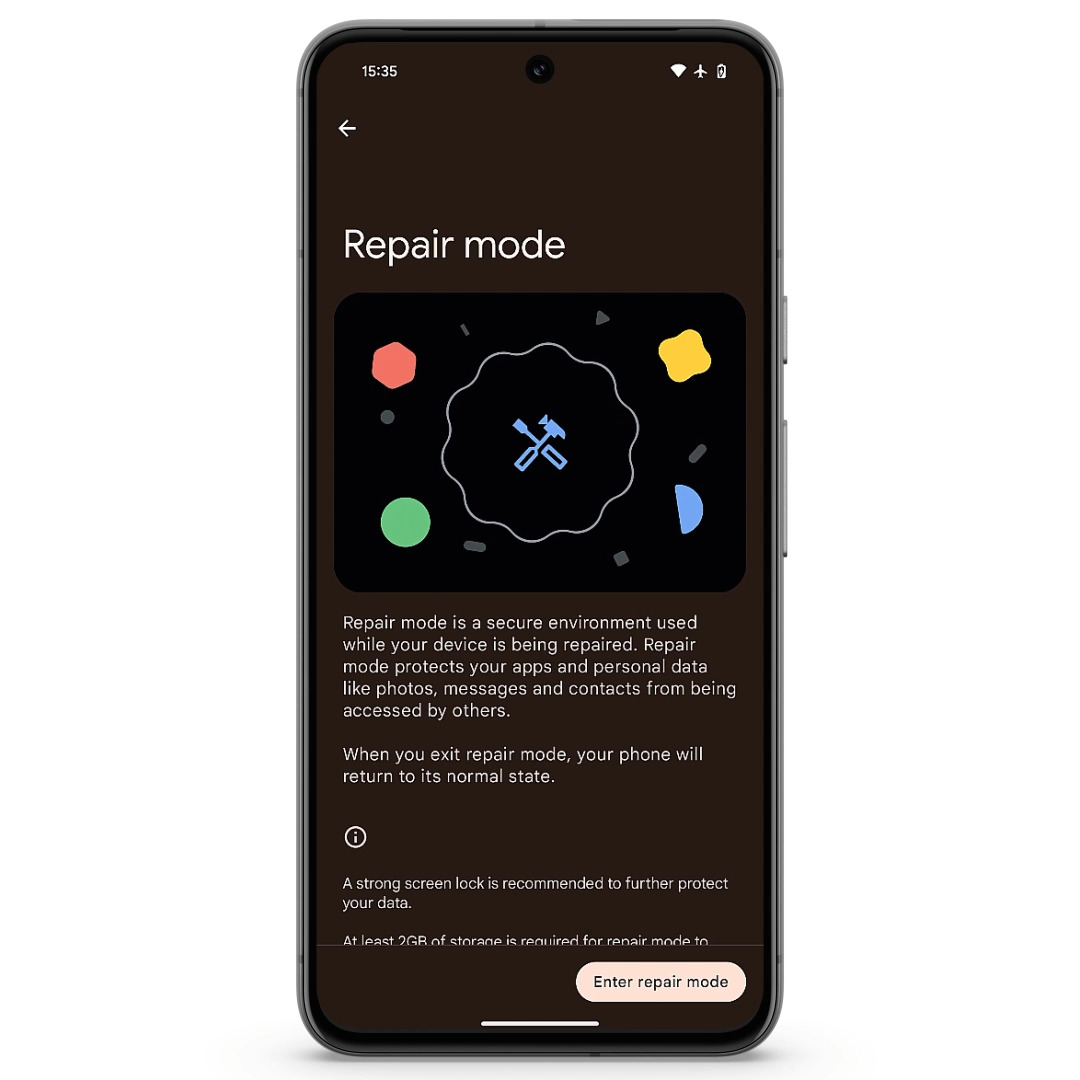 15:35
Repair mode
Repair mode is a secure environment used
while your device is being repaired. Repair
mode protects your apps and personal data
like photos, messages and contacts from being
accessed by others.
When you exit repair mode, your phone will
return to its normal state.
A strong screen lock is recommended to further protect
your data.
At least 2GB of storage is required for repair mode to
Enter repair mode